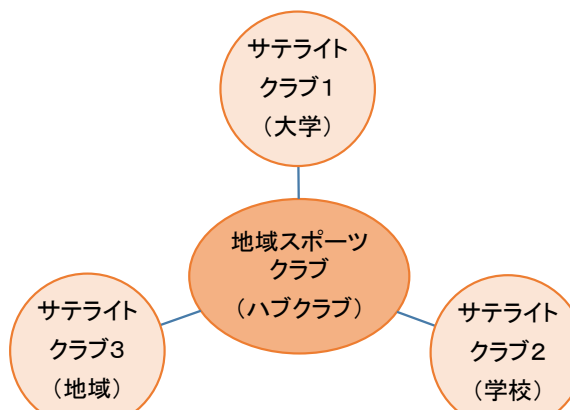 サテライト
クラブ1
（大学）
地域スポーツ
クラブ
（ハブクラブ）
サテライト
クラブ3
（地域）
サテライト
クラブ2
（学校）